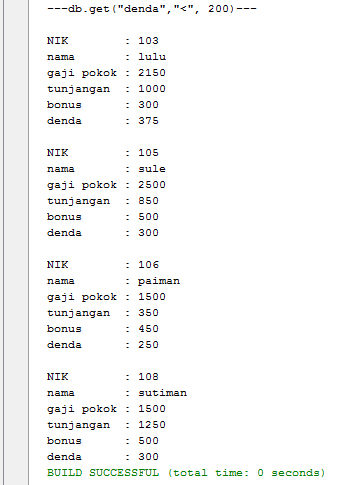 ---db.get("denda","<", 200)---
NIK : 103
nama : lulu
gaji pokok : 2150
tunjangan : 1000
bonus : 300
denda : 375
NIK : 105
nama : sule
gaji pokok : 2500
tunjangan : 850
bonus : 500
denda : 300
NIK : 106
nama : paiman
gaji pokok : 1500
tunjangan : 350
bonus : 450
denda : 250
NIK : 108
nama : sutiman
gaji pokok : 1500
tunjangan : 1250
bonus : 500
denda : 300
BUILD SUCCESSFUL (total time: 0 seconds)